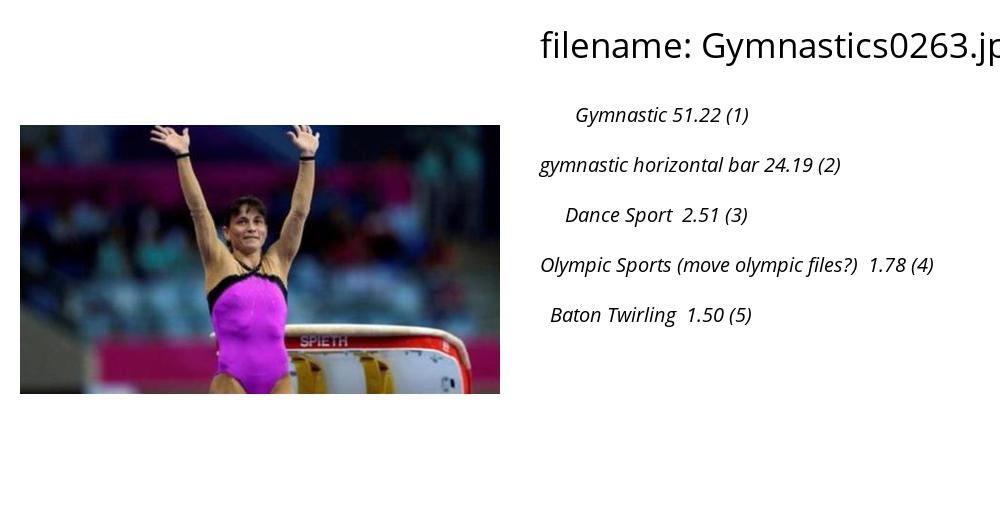 filename: Gymnastics0263.jp
Gymnastic 51.22 (1)
gymnastic horizontal bar 24.19 (2)
Dance Sport 2.51 (3)
Olympic Sports (move olympic files?) 1.78 (4)
Baton Twirling 1.50 (5)
SPIETH